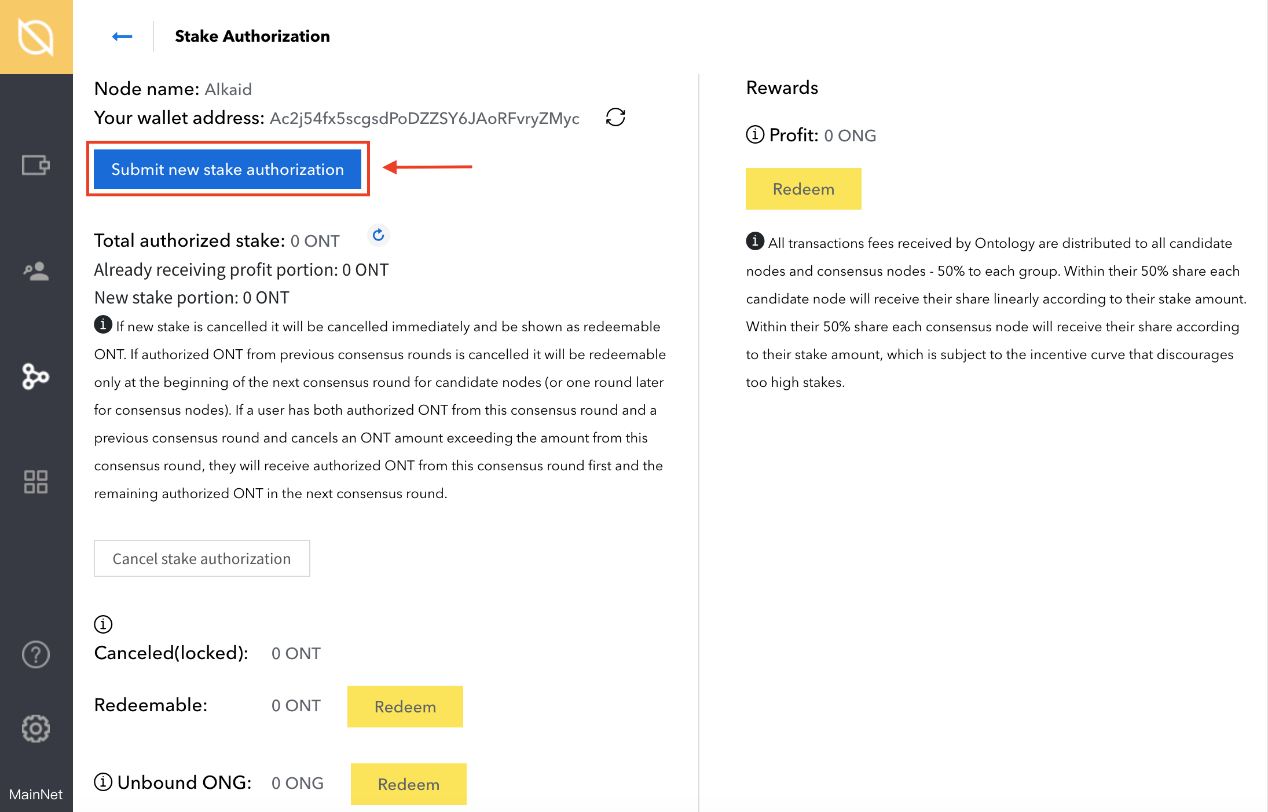 Stake Authorization
Node name: Alkaid
Your wallet address: Ac2j54fx5scgsdPoDZZSY6JAoRFvryZMyc
Submit new stake authorization
Total authorized stake: 0 ONT
Already receiving profit portion: 0 ONT
New stake portion: 0 ONT
If new stake is cancelled it will be cancelled immediately and be shown as redeemable
ONT. If authorized ONT from previous consensus rounds is cancelled it will be redeemable
only at the beginning of the next consensus round for candidate nodes (or one round later
for consensus nodes). If a user has both authorized ONT from this consensus round and a
previous consensus round and cancels an ONT amount exceeding the amount from this
consensus round, they will receive authorized ONT from this consensus round first and the
remaining authorized ONT in the next consensus round.
Cancel stake authorization
Canceled(locked): 0 ONT
Redeemable: 0 ONT Redeem
Unbound ONG: 0 ONG Redeem
Rewards
Profit: 0 ONG
Redeem
All transactions fees received by Ontology are distributed to all candidate
nodes and consensus nodes - 50% to each group. Within their 50% share each
candidate node will receive their share linearly according to their stake amount.
Within their 50% share each consensus node will receive their share according
to their stake amount, which is subject to the incentive curve that discourages
too high stakes.
MainNet